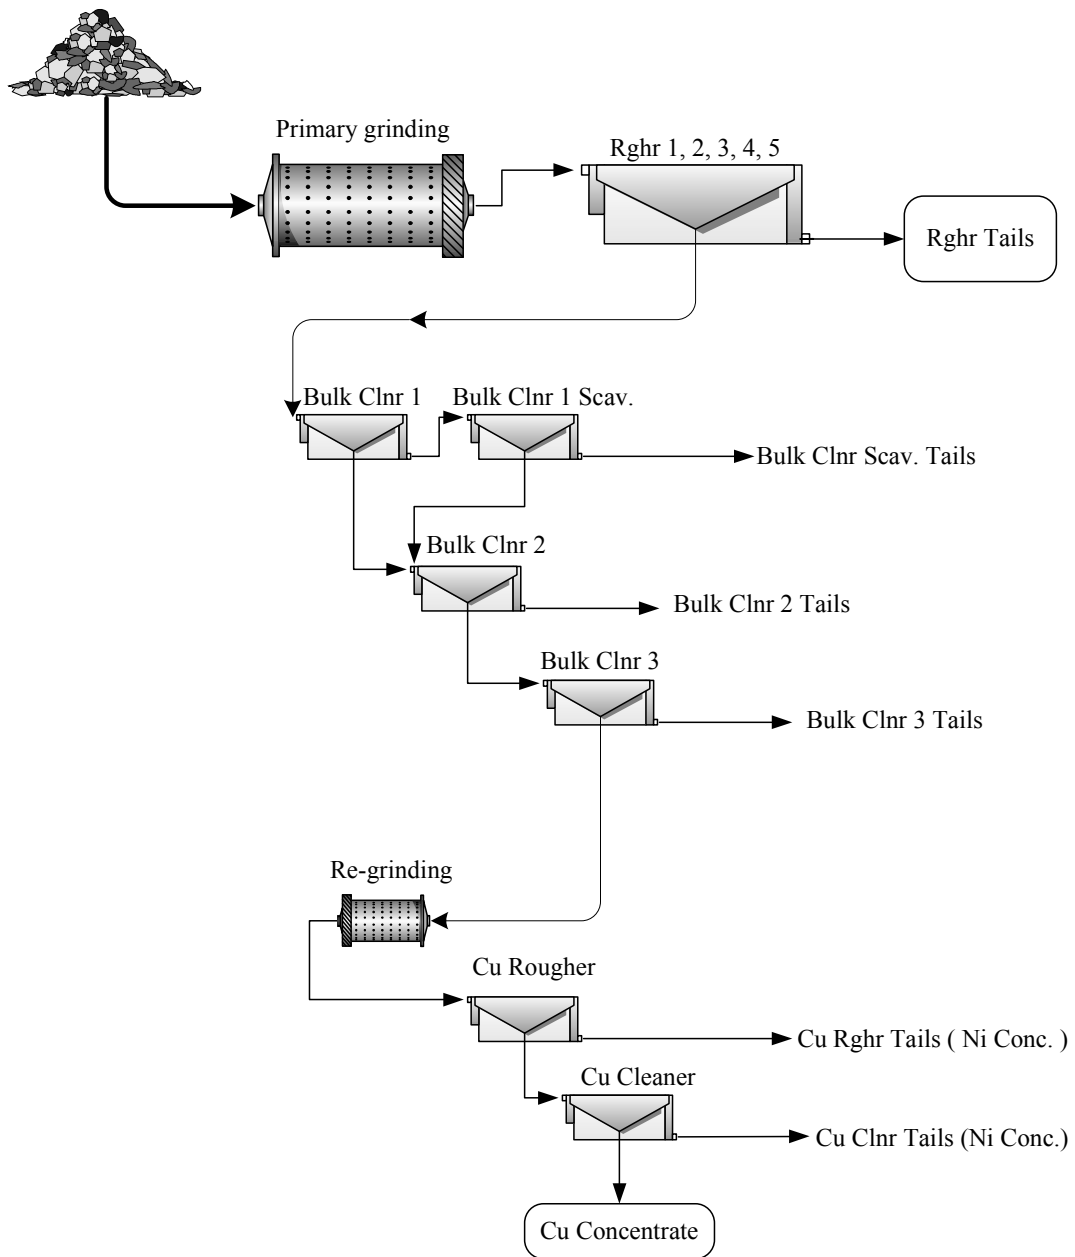 Primary grinding
Rghr 1, 2, 3, 4, 5
Rghr Tails
Bulk Clnr 1
Bulk Clnr 1 Scav.
Bulk Clnr Scav. Tails
Bulk Clnr 2
Bulk Clnr 2 Tails
Bulk Clnr 3
Bulk Clnr 3 Tails
Re-grinding
Cu Rougher
Cu Rghr Tails ( Ni Conc. )
Cu Cleaner
Cu Clnr Tails (Ni Conc.)
Cu Concentrate